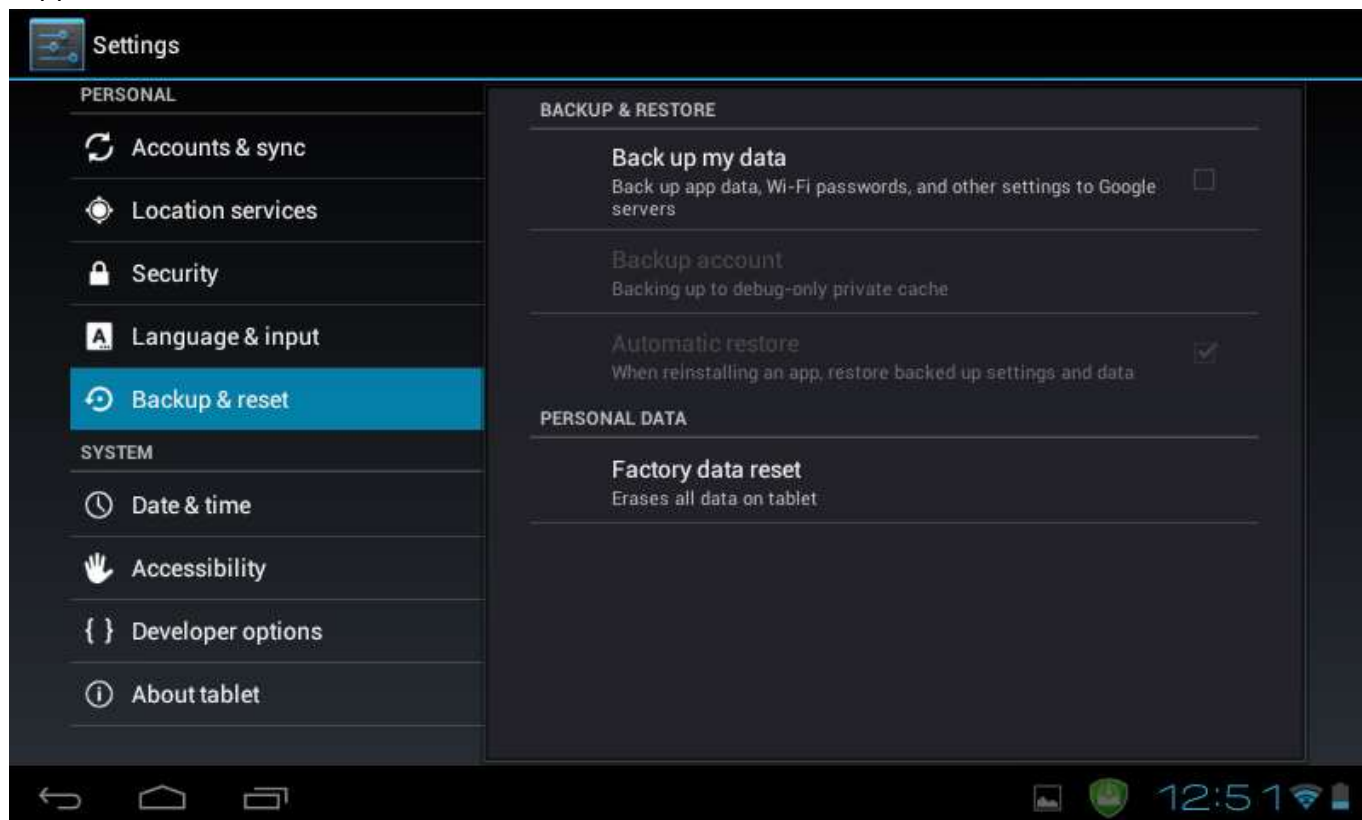 Settings
PERSONAL
Accounts & sync
Location services
Security
Language & input
Backup & reset
SYSTEM
Date & time
Accessibility
{ } Developer options
About tablet
BACKUP & RESTORE
Back up my data
Back up app data, Wi-Fi passwords, and other settings to Google
servers
Backup account
Backing up to debug-only private cache
Automatic restore
When reinstalling an app, restore backed up settings and data
PERSONAL DATA
Factory data reset
Erases all data on tablet
12:51